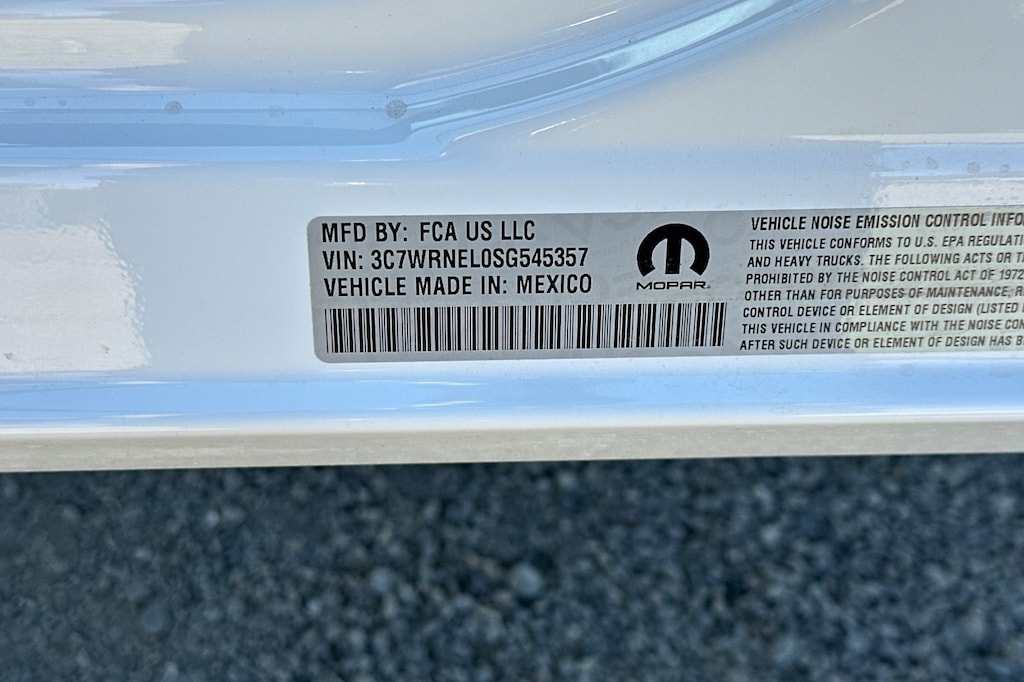 MFD BY: FCA US LLC
VIN: 3C7WRNEL0SG545357
VEHICLE MADE IN: MEXICO
MOPAR®
VEHICLE NOISE EMISSION CONTROL
THIS VEHICLE CONFORMS TO U.S. EPA
AND HEAVY TRUCKS. THE FOLLOWING ACTS OR
PROHIBITED BY THE NOISE CONTROL ACT OF 1972
OTHER THAN FOR PURPOSES OF MAINTENANCE,
CONTROL DEVICE OR ELEMENT OF DESIGN (LISTED
THIS VEHICLE IN COMPLIANCE WITH THE NOISE
AFTER SUCH DEVICE OR ELEMENT OF DESIGN HAS